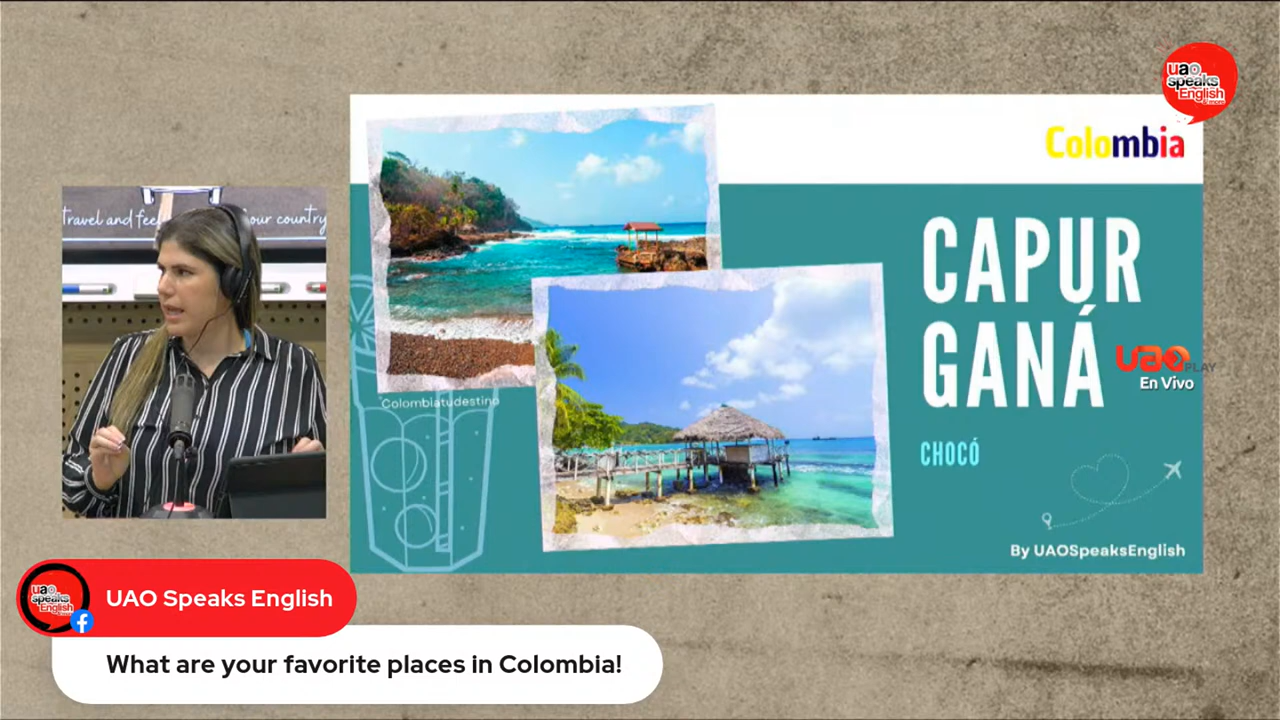 uao
speaks
English
Colombia
travel and feel
our country
CAPUR
GANÁ
uao PLAY
En Vivo
Colombiatudestino
CHOCÓ
By UAOSpeaksEnglish
uao
speaks
English
UAO Speaks English
What are your favorite places in Colombia!